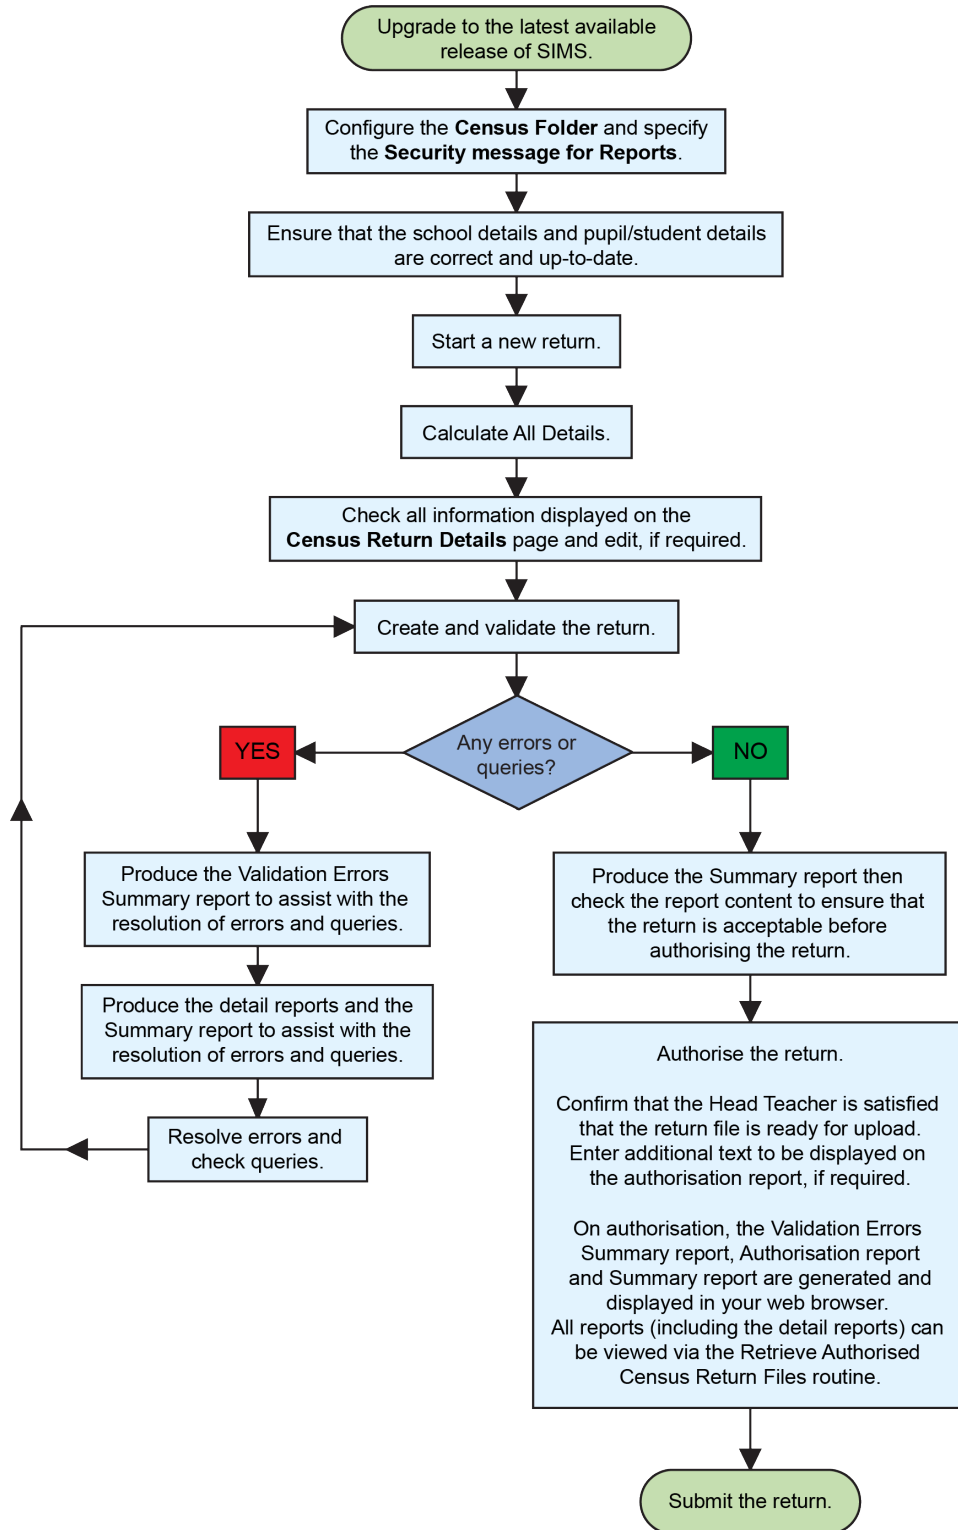 Upgrade to the latest available
release of SIMS.
Configure the Census Folder and specify
the Security message for Reports.
Ensure that the school details and pupil/student details
are correct and up-to-date.
Start a new return.
Calculate All Details.
Check all information displayed on the
Census Return Details page and edit, if required.
Create and validate the return.
Any errors or
queries?
YES
NO
Produce the Validation Errors
Summary report to assist with the
resolution of errors and queries.
Produce the detail reports and the
Summary report to assist with the
resolution of errors and queries.
Resolve errors and
check queries.
Produce the Summary report then
check the report content to ensure that
the return is acceptable before
authorising the return.
Authorise the return.
Confirm that the Head Teacher is satisfied
that the return file is ready for upload.
Enter additional text to be displayed on
the authorisation report, if required.
On authorisation, the Validation Errors
Summary report, Authorisation report
and Summary report are generated and
displayed in your web browser.
All reports (including the detail reports) can
be viewed via the Retrieve Authorised
Census Return Files routine.
Submit the return.